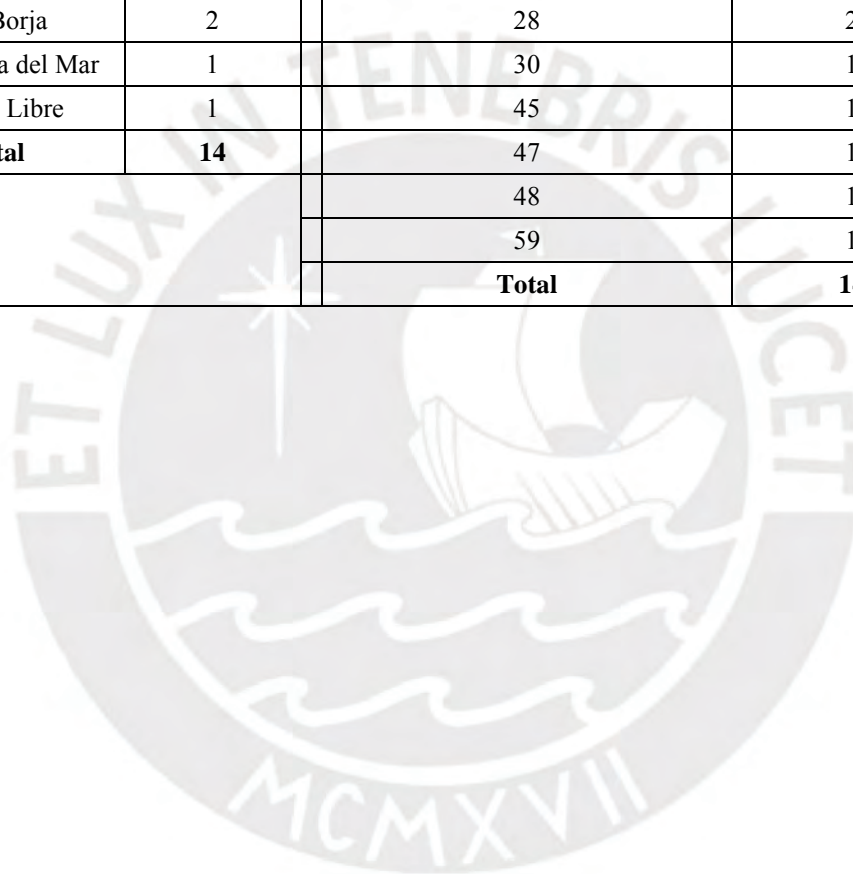 Borja 2 28 2
a del Mar 1 30 1
Libre 1 45 1
tal 14 47 1
48 1
59 1
Total 1
ET LUX IN TENEBRIS LUCET
MCMXVII